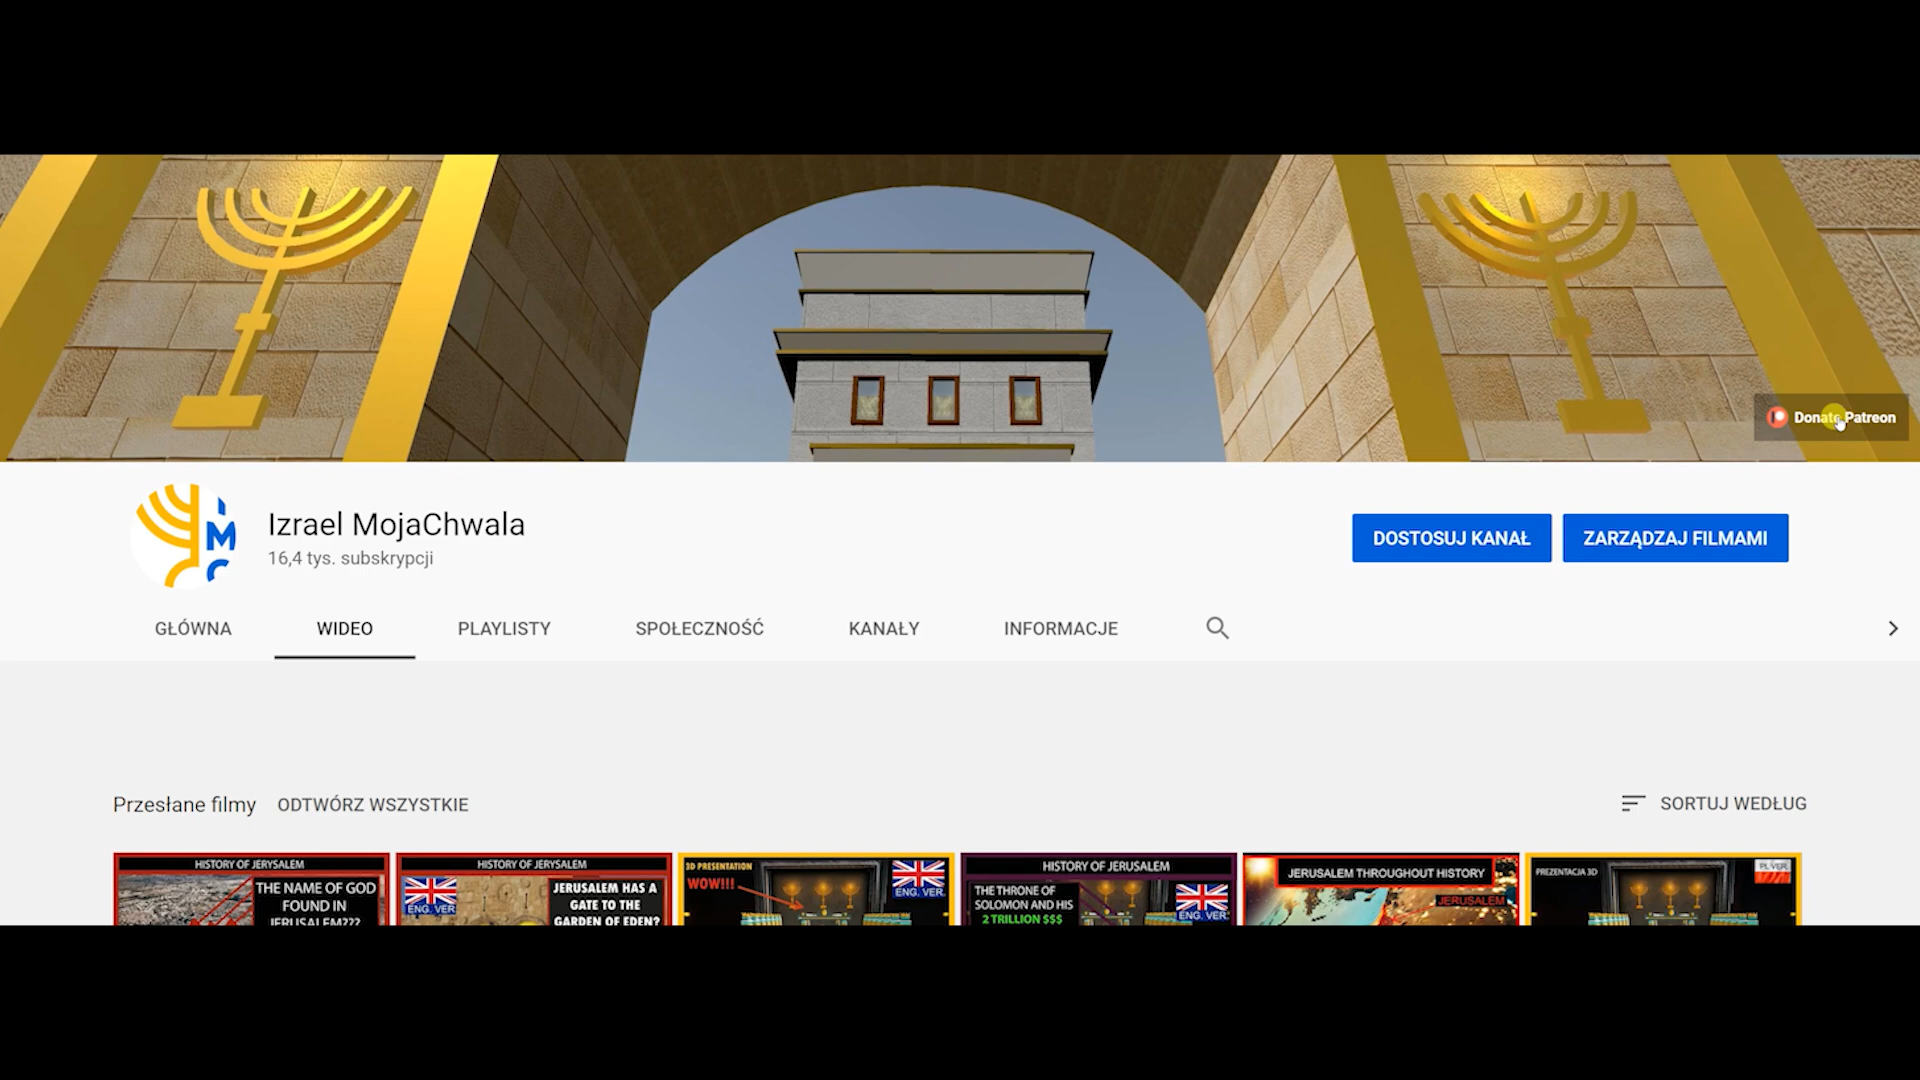 Donate Patreon
IMC
Izrael MojaChwala
16,4 tys. subskrypcji
DOSTOSUJ KANAŁ
ZARZĄDZAJ FILMAMI
GŁÓWNA
WIDEO
PLAYLISTY
SPOŁECZNOŚĆ
KANAŁY
INFORMACJE
Przesłane filmy
ODTWÓRZ WSZYSTKIE
SORTUJ WEDŁUG
HISTORY OF JERYSALEM
THE NAME OF GOD
FOUND IN
JERUSALEM???
HISTORY OF JERYSALEM
ENG. VER
JERUSALEM HAS A
GATE TO THE
GARDEN OF EDEN?
3D PRESENTATION
WOW!!!
ENG. VER.
HISTORY OF JERUSALEM
THE THRONE OF
SOLOMON AND HIS
2 TRILLION $$$
ENG. VER.
JERUSALEM THROUGHOUT HISTORY
JERUSALEM
PREZENTACJA 3D
PL VER.